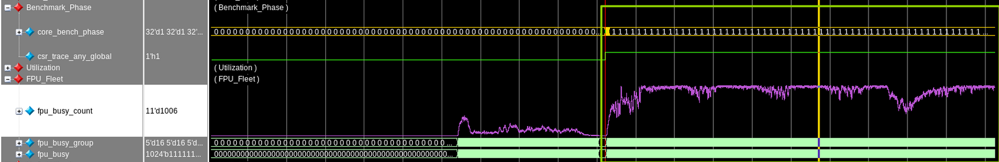 Benchmark_Phase
( Benchmark_Phase )
core_bench_phase 32'd1 32'd1 32'...
csr_trace_any_global 1'h1
Utilization
( Utilization )
FPU_Fleet
( FPU_Fleet )
fpu_busy_count 11'd1006
fpu_busy_group 5'd16 5'd16 5'd...
fpu_busy 1024'b111111...